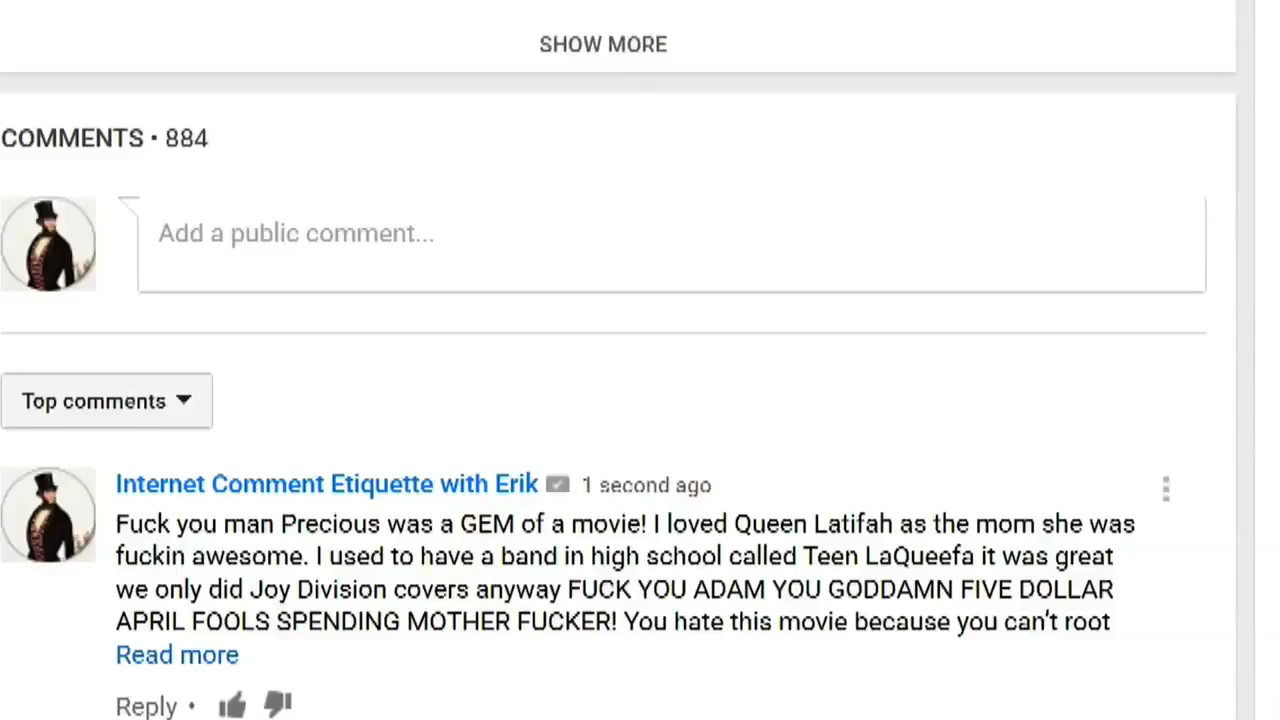 SHOW MORE
COMMENTS • 884
Add a public comment...
Top comments
Internet Comment Etiquette with Erik 1 second ago
Fuck you man Precious was a GEM of a movie! I loved Queen Latifah as the mom she was
fuckin awesome. I used to have a band in high school called Teen LaQueefa it was great
we only did Joy Division covers anyway FUCK YOU ADAM YOU GODDAMN FIVE DOLLAR
APRIL FOOLS SPENDING MOTHER FUCKER! You hate this movie because you can't root
Read more
Reply •